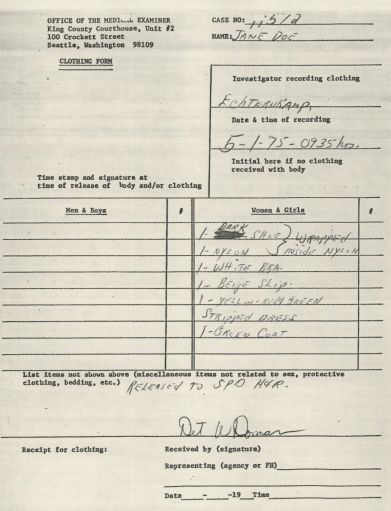 OFFICE OF THE MEDICAL EXAMINER
King County Courthouse, Unit #2
100 Crockett Street
Seattle, Washington 98109
CLOTHING FORM
CASE NO:
NAME: JANE DOE
Investigator recording clothing
ECHTERNKAMP,
Date & time of recording
5-1-75-0935 hrs.
Initial here if no clothing
received with body
Time stamp and signature at
time of release of body and/or clothing
Men & Boys # Women & Girls #
1- DARK SHOE } WRAPPED
1- NYLON } INSIDE NYLON
1- WHITE BRA.
1- BEIGE SLIP.
1- YELLOW- GREEN
STRIPPED DRESS
1- GREEN COAT
List items not shown above (miscellaneous items not related to sex, protective
clothing, bedding, etc.) RELEASED TO SPD H&R.
Det W Dorman
Receipt for clothing: Received by (signature)
Representing (agency or FH)
Date - -19 Time